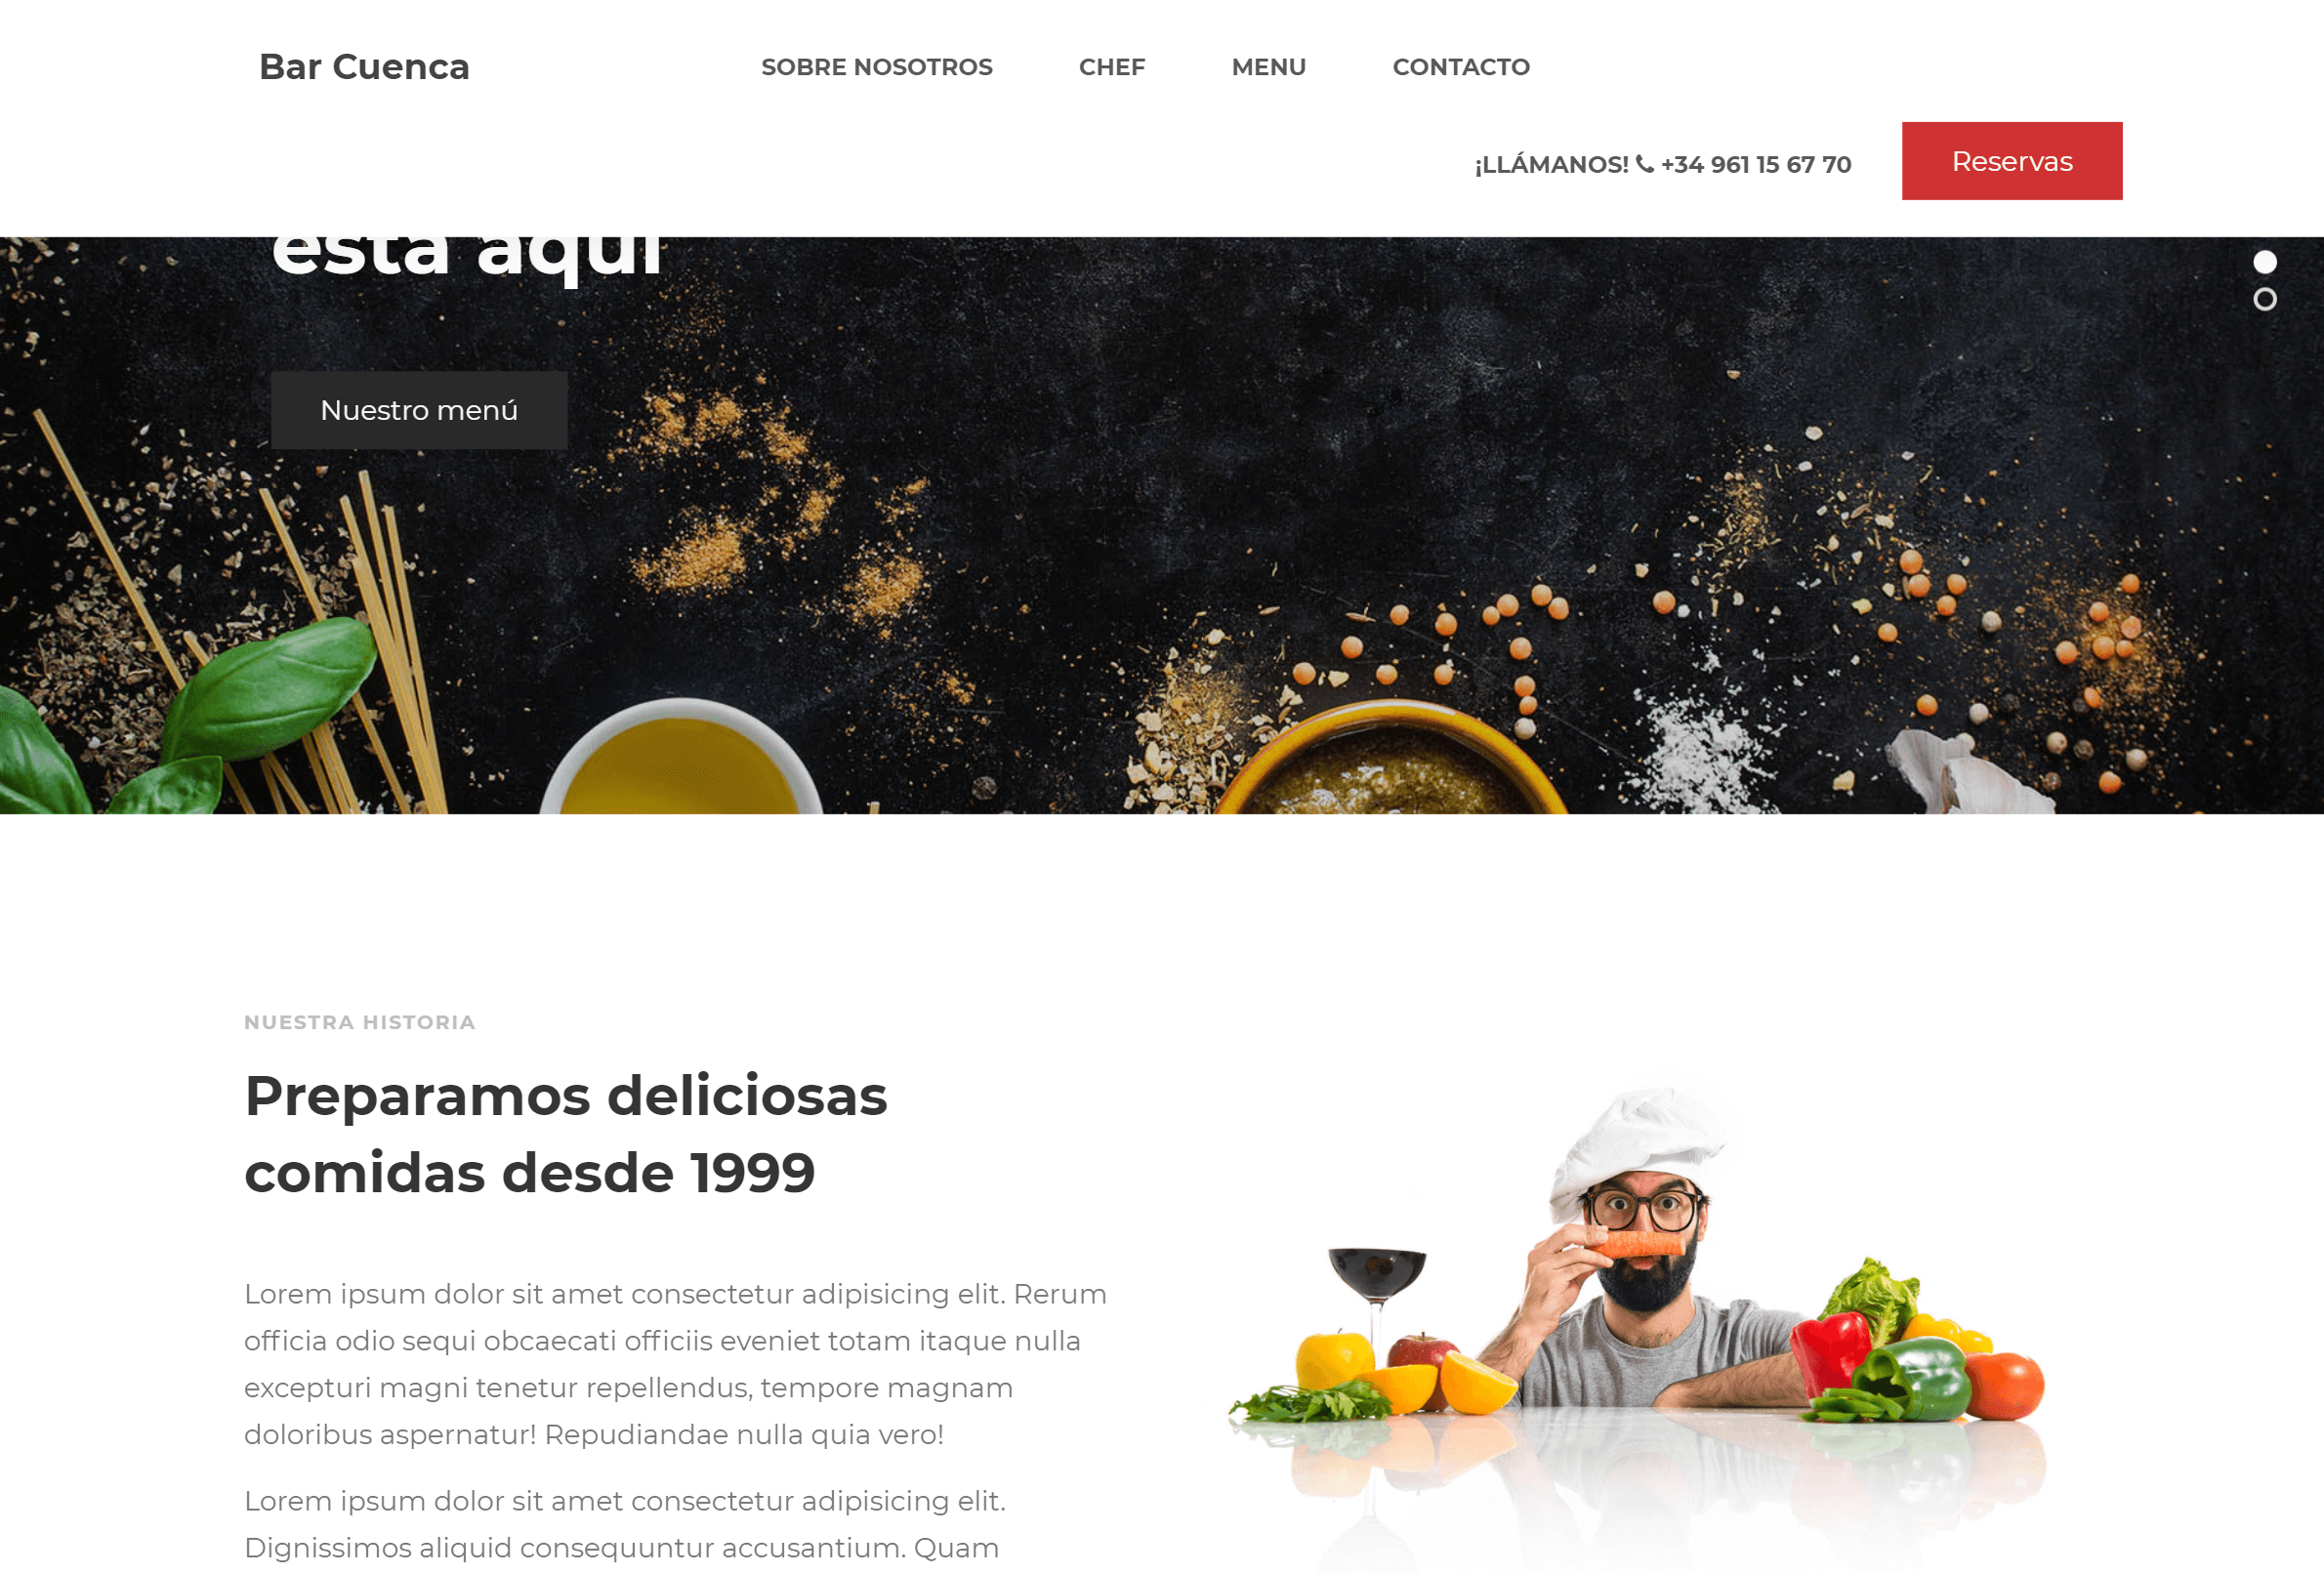 Bar Cuenca
SOBRE NOSOTROS
CHEF
MENU
CONTACTO
¡LLÁMANOS! +34 961 15 67 70
Reservas
está aquí
Nuestro menú
NUESTRA HISTORIA
Preparamos deliciosas
comidas desde 1999
Lorem ipsum dolor sit amet consectetur adipisicing elit. Rerum
officia odio sequi obcaecati officiis eveniet totam itaque nulla
excepturi magni tenetur repellendus, tempore magnam
doloribus aspernatur! Repudiandae nulla quia vero!
Lorem ipsum dolor sit amet consectetur adipisicing elit.
Dignissimos aliquid consequuntur accusantium. Quam